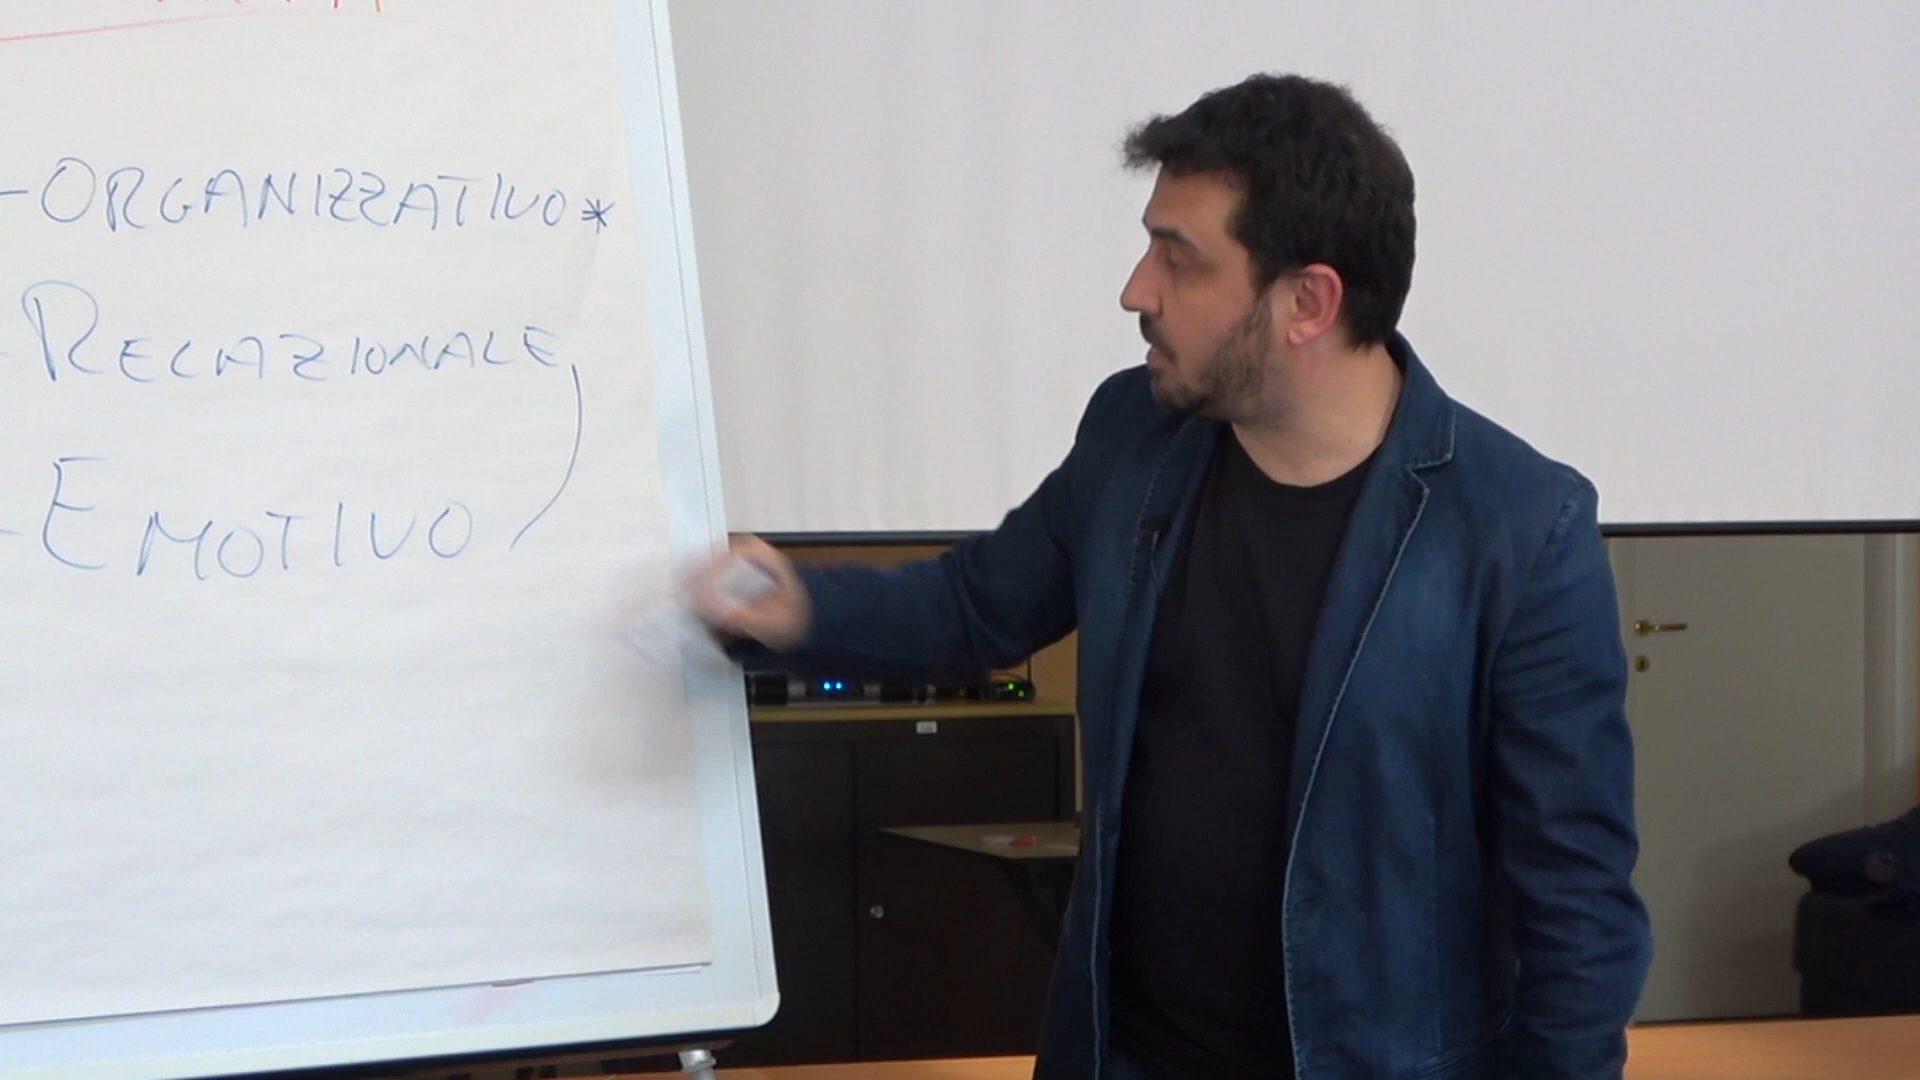 - ORGANIZZATIVO *
- RELAZIONALE
- EMOTIVO